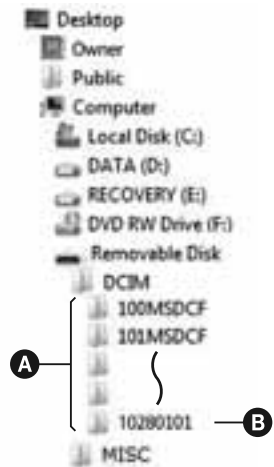 Desktop
Owner
Public
Computer
Local Disk (C:)
DATA (D:)
RECOVERY (E:)
DVD RW Drive (F:)
Removable Disk
DCIM
100MSDCF
101MSDCF
A
10280101 B
MISC